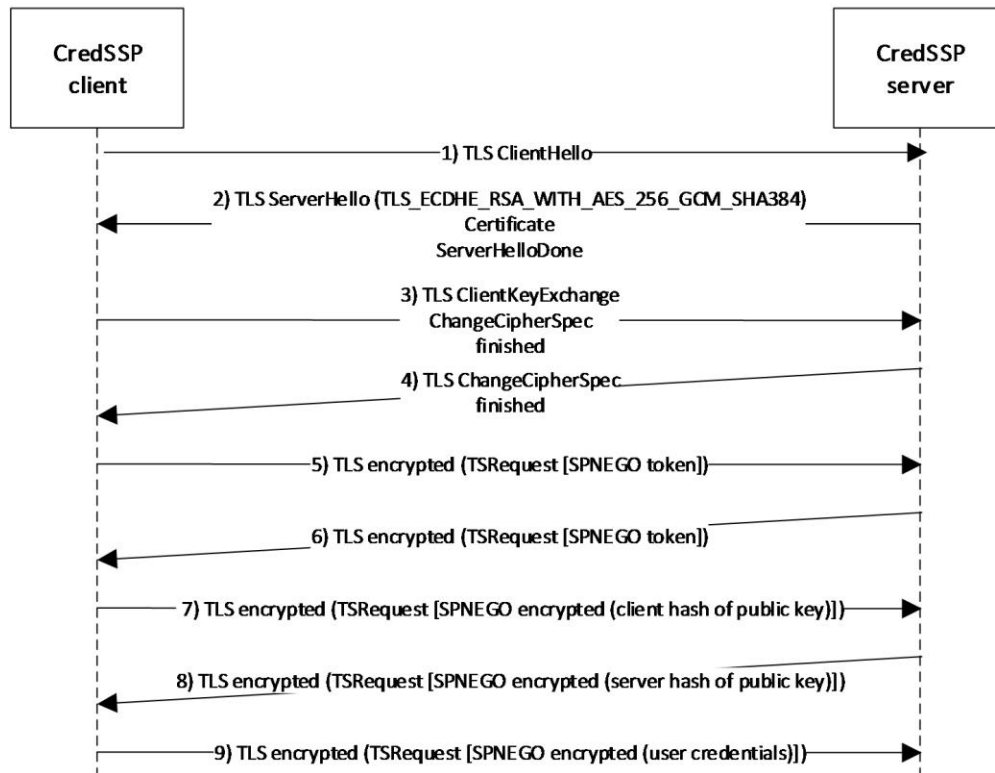 CredSSP
client
CredSSP
server
1) TLS ClientHello
2) TLS ServerHello (TLS_ECDHE_RSA_WITH_AES_256_GCM_SHA384)
Certificate
ServerHelloDone
3) TLS ClientKeyExchange
ChangeCipherSpec
finished
4) TLS ChangeCipherSpec
finished
5) TLS encrypted (TSRequest [SPNEGO token])
6) TLS encrypted (TSRequest [SPNEGO token])
7) TLS encrypted (TSRequest [SPNEGO encrypted (client hash of public key)])
8) TLS encrypted (TSRequest [SPNEGO encrypted (server hash of public key)])
9) TLS encrypted (TSRequest [SPNEGO encrypted (user credentials)])